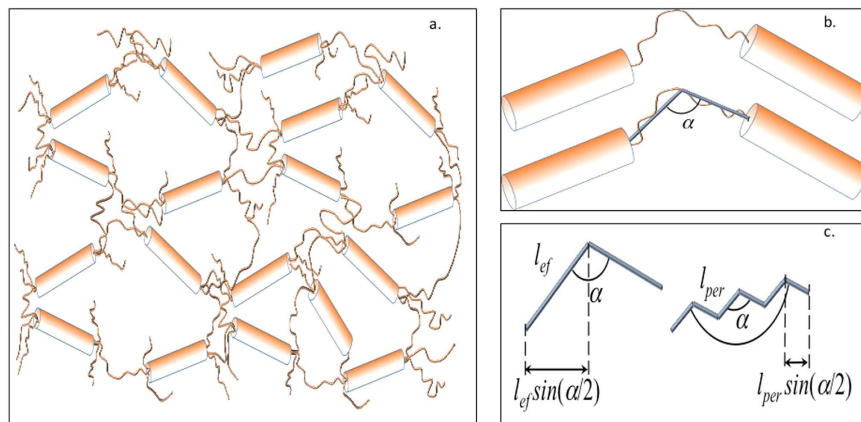 a.
b.
α
c.
l_ef
α
l_ef sin(α/2)
l_per
α
l_per sin(α/2)